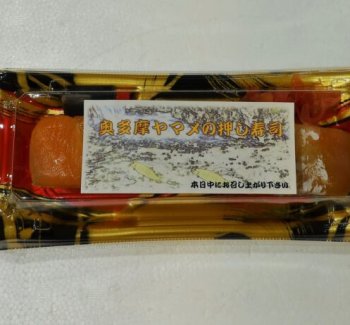 奥多摩ヤマメの押し寿司
本日中にお召し上がり下さい